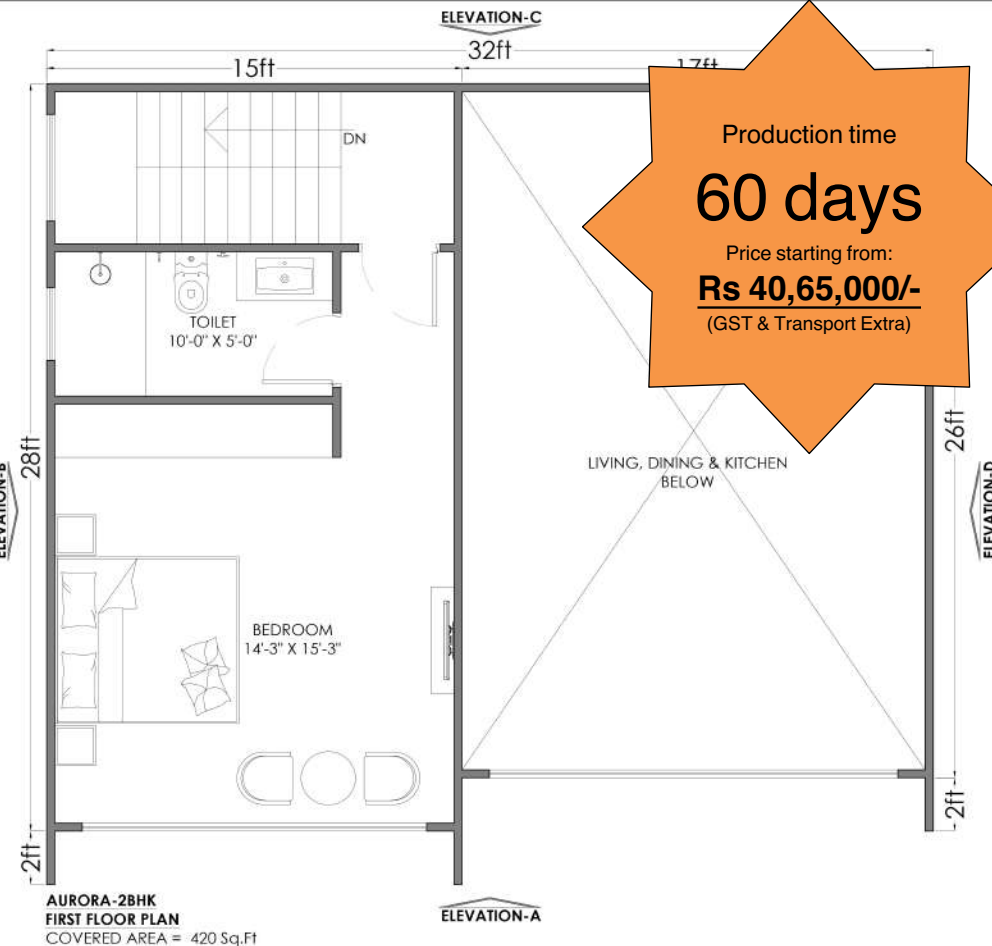 ELEVATION-C
32ft
15ft
17ft
DN
Production time
60 days
Price starting from:
Rs 40,65,000/-
(GST & Transport Extra)
TOILET
10'-0" X 5'-0"
28ft
26ft
ELEVATION-B
ELEVATION-D
LIVING, DINING & KITCHEN
BELOW
BEDROOM
14'-3" X 15'-3"
2ft
2ft
AURORA-2BHK
FIRST FLOOR PLAN
COVERED AREA = 420 Sq.Ft
ELEVATION-A